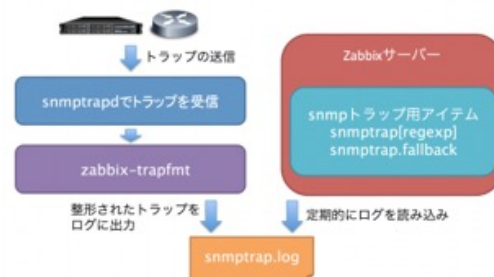 トラップの送信
snmptrapdでトラップを受信
zabbix-trapfmt
整形されたトラップを
ログに出力
Zabbixサーバー
snmpトラップ用アイテム
snmptrap[regexp]
snmptrap.fallback
定期的にログを読み込み
snmptrap.log